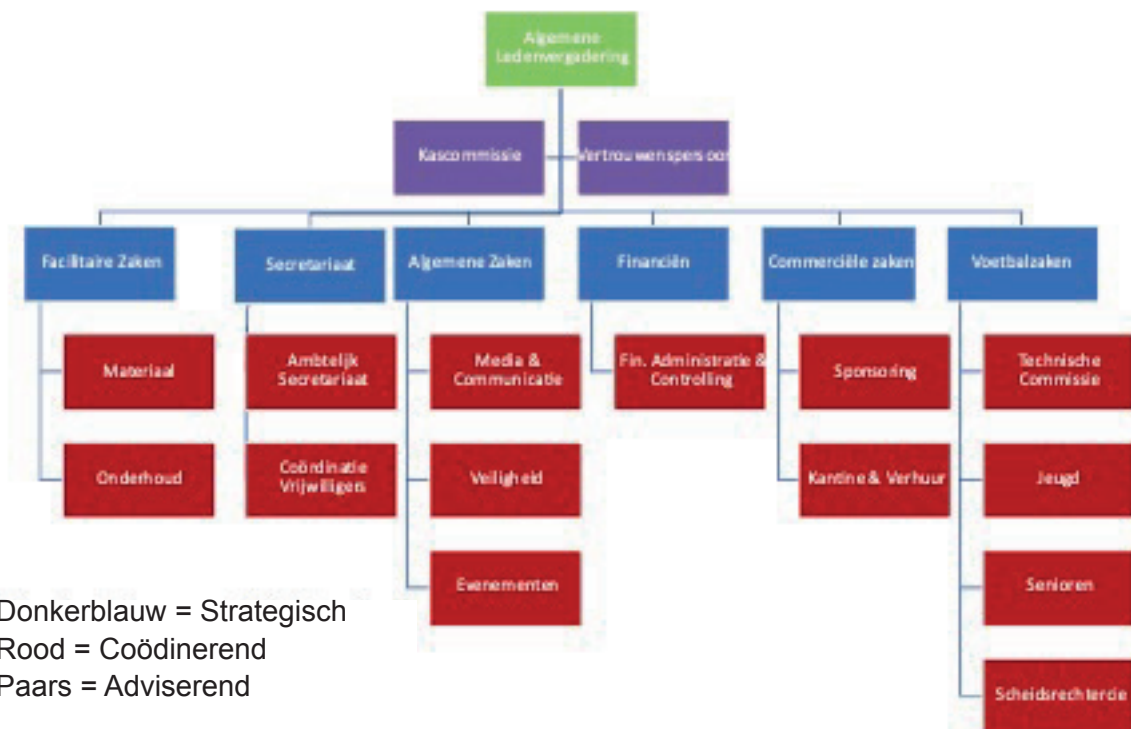 Algemene
Ledenvergadering
Kascommissie
Vertrouwenspersoon
Facilitaire Zaken
Secretariaat
Algemene Zaken
Financiën
Commerciële zaken
Voetbalzaken
Materiaal
Ambtelijk
Secretariaat
Media &
Communicatie
Fin. Administratie &
Controlling
Sponsoring
Technische
Commissie
Onderhoud
Coördinatie
Vrijwilligers
Veiligheid
Kantine & Verhuur
Jeugd
Evenementen
Senioren
Scheidsrechtercie
Donkerblauw = Strategisch
Rood = Coödinerend
Paars = Adviserend